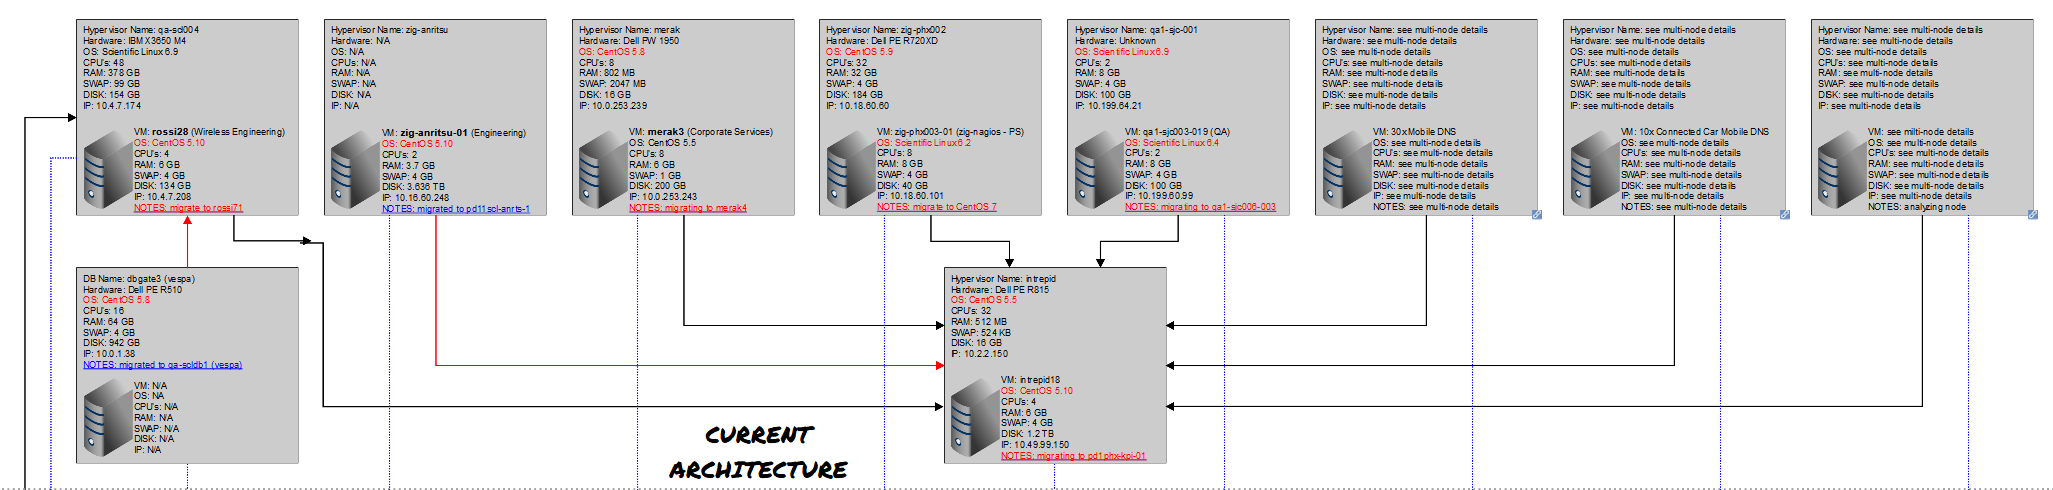 Hypervisor Name: qa-scl004
Hardware: IBM X3650 M4
OS: Scientific Linux 6.9
CPU's: 48
RAM: 378 GB
SWAP: 99 GB
DISK: 154 GB
IP: 10.4.7.174
VM: rossi28 (Wireless Engineering)
OS: CentOS 5.10
CPU's: 4
RAM: 6 GB
SWAP: 4 GB
DISK: 134 GB
IP: 10.4.7.208
NOTES: migrate to rossi71
Hypervisor Name: zig-anritsu
Hardware: N/A
OS: N/A
CPU's: N/A
RAM: N/A
SWAP: N/A
DISK: N/A
IP: N/A
VM: zig-anritsu-01 (Engineering)
OS: CentOS 5.10
CPU's: 2
RAM: 3.7 GB
SWAP: 4 GB
DISK: 3.636 TB
IP: 10.16.60.248
NOTES: migrated to pd11sol-anrts-1
Hypervisor Name: merak
Hardware: Dell PW 1950
OS: CentOS 5.8
CPU's: 8
RAM: 802 MB
SWAP: 2047 MB
DISK: 16 GB
IP: 10.0.253.239
VM: merak3 (Corporate Services)
OS: CentOS 5.5
CPU's: 8
RAM: 6 GB
SWAP: 1 GB
DISK: 200 GB
IP: 10.0.253.243
NOTES: migrating to merak4
Hypervisor Name: zig-phx002
Hardware: Dell PE R720XD
OS: CentOS 5.9
CPU's: 32
RAM: 32 GB
SWAP: 4 GB
DISK: 184 GB
IP: 10.18.60.60
VM: zig-phx003-01 (zig-nagios - PS)
OS: Scientific Linux 6.2
CPU's: 8
RAM: 8 GB
SWAP: 4 GB
DISK: 40 GB
IP: 10.18.60.101
NOTES: migrate to CentOS 7
Hypervisor Name: qa1-sjc-001
Hardware: Unknown
OS: Scientific Linux 6.9
CPU's: 2
RAM: 8 GB
SWAP: 4 GB
DISK: 100 GB
IP: 10.199.64.21
VM: qa1-sjc003-019 (QA)
OS: Scientific Linux 6.4
CPU's: 2
RAM: 8 GB
SWAP: 4 GB
DISK: 100 GB
IP: 10.199.60.99
NOTES: migrating to qa1-sjc006-003
Hypervisor Name: see multi-node details
Hardware: see multi-node details
OS: see multi-node details
CPU's: see multi-node details
RAM: see multi-node details
SWAP: see multi-node details
DISK: see multi-node details
IP: see multi-node details
VM: 30x Mobile DNS
OS: see multi-node details
CPU's: see multi-node details
RAM: see multi-node details
SWAP: see multi-node details
DISK: see multi-node details
IP: see multi-node details
NOTES: see multi-node details
Hypervisor Name: see multi-node details
Hardware: see multi-node details
OS: see multi-node details
CPU's: see multi-node details
RAM: see multi-node details
SWAP: see multi-node details
DISK: see multi-node details
IP: see multi-node details
VM: 10x Connected Car Mobile DNS
OS: see multi-node details
CPU's: see multi-node details
RAM: see multi-node details
SWAP: see multi-node details
DISK: see multi-node details
IP: see multi-node details
NOTES: see multi-node details
Hypervisor Name: see multi-node details
Hardware: see multi-node details
OS: see multi-node details
CPU's: see multi-node details
RAM: see multi-node details
SWAP: see multi-node details
DISK: see multi-node details
IP: see multi-node details
VM: see milti-node details
OS: see multi-node details
CPU's: see multi-node details
RAM: see multi-node details
SWAP: see multi-node details
DISK: see multi-node details
IP: see multi-node details
NOTES: analyzing node
DB Name: dbgate3 (vespa)
Hardware: Dell PE R510
OS: CentOS 5.8
CPU's: 16
RAM: 64 GB
SWAP: 4 GB
DISK: 942 GB
IP: 10.0.1.38
NOTES: migrated to qa-scldb1 (vespa)
VM: N/A
OS: NA
CPU's: N/A
RAM: N/A
SWAP: N/A
DISK: N/A
IP: N/A
Hypervisor Name: intrepid
Hardware: Dell PE R815
OS: CentOS 5.5
CPU's: 32
RAM: 512 MB
SWAP: 524 KB
DISK: 16 GB
IP: 10.2.2.150
VM: intrepid18
OS: CentOS 5.10
CPU's: 4
RAM: 6 GB
SWAP: 4 GB
DISK: 1.2 TB
IP: 10.49.99.150
NOTES: migrating to pd1phx-kpi-01
CURRENT
ARCHITECTURE